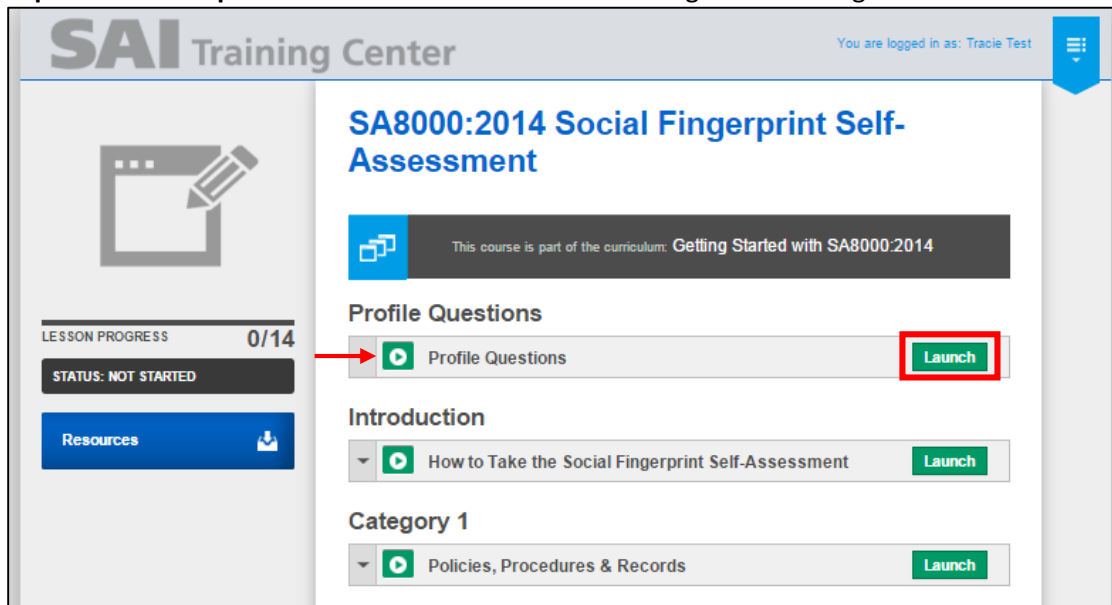 SAI Training Center
You are logged in as: Tracie Test
SA8000:2014 Social Fingerprint Self-
Assessment
This course is part of the curriculum: Getting Started with SA8000:2014
Profile Questions
LESSON PROGRESS 0/14
STATUS: NOT STARTED
Resources
Profile Questions Launch
Introduction
How to Take the Social Fingerprint Self-Assessment Launch
Category 1
Policies, Procedures & Records Launch